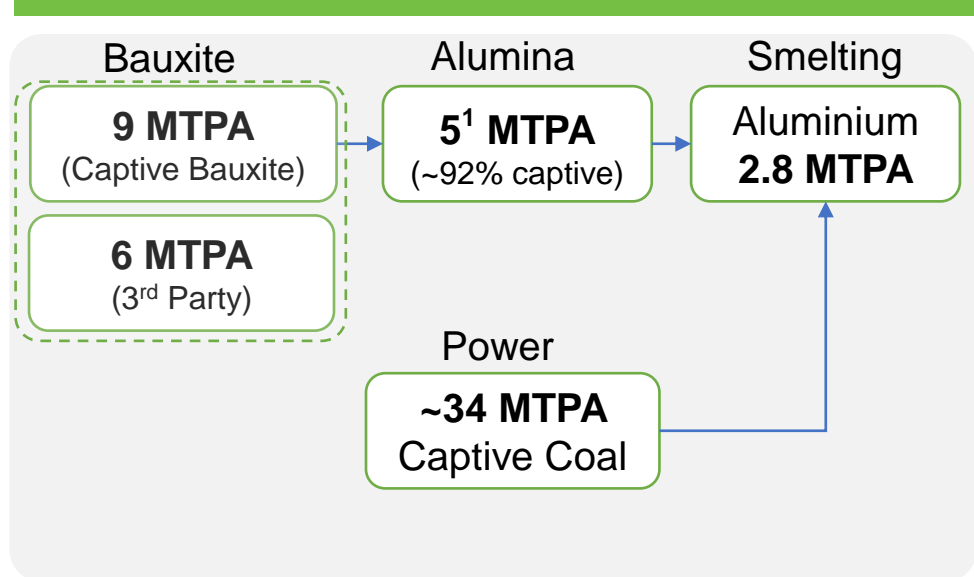 Bauxite
9 MTPA
(Captive Bauxite)
6 MTPA
(3rd Party)
Alumina
5¹ MTPA
(~92% captive)
Smelting
Aluminium
2.8 MTPA
Power
~34 MTPA
Captive Coal